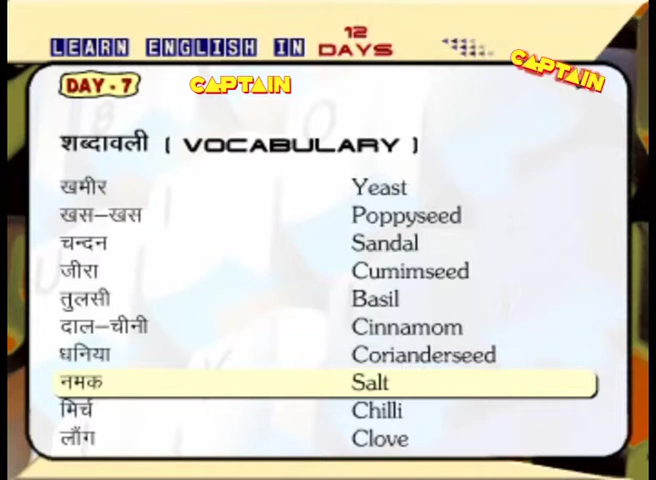 LEARN ENGLISH IN 12 DAYS
CAPTAIN
DAY - 7 CAPTAIN
शब्दावली ( VOCABULARY )
खमीर Yeast
खस–खस Poppyseed
चन्दन Sandal
जीरा Cumimseed
तुलसी Basil
दाल–चीनी Cinnamom
धनिया Corianderseed
नमक Salt
मिर्च Chilli
लौंग Clove